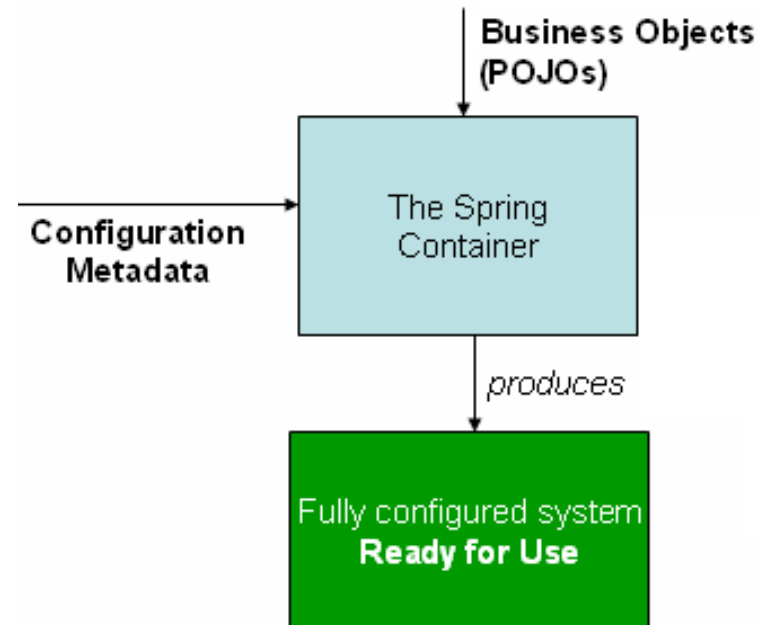 Business Objects
(POJOs)
The Spring
Container
Configuration
Metadata
produces
Fully configured system
Ready for Use